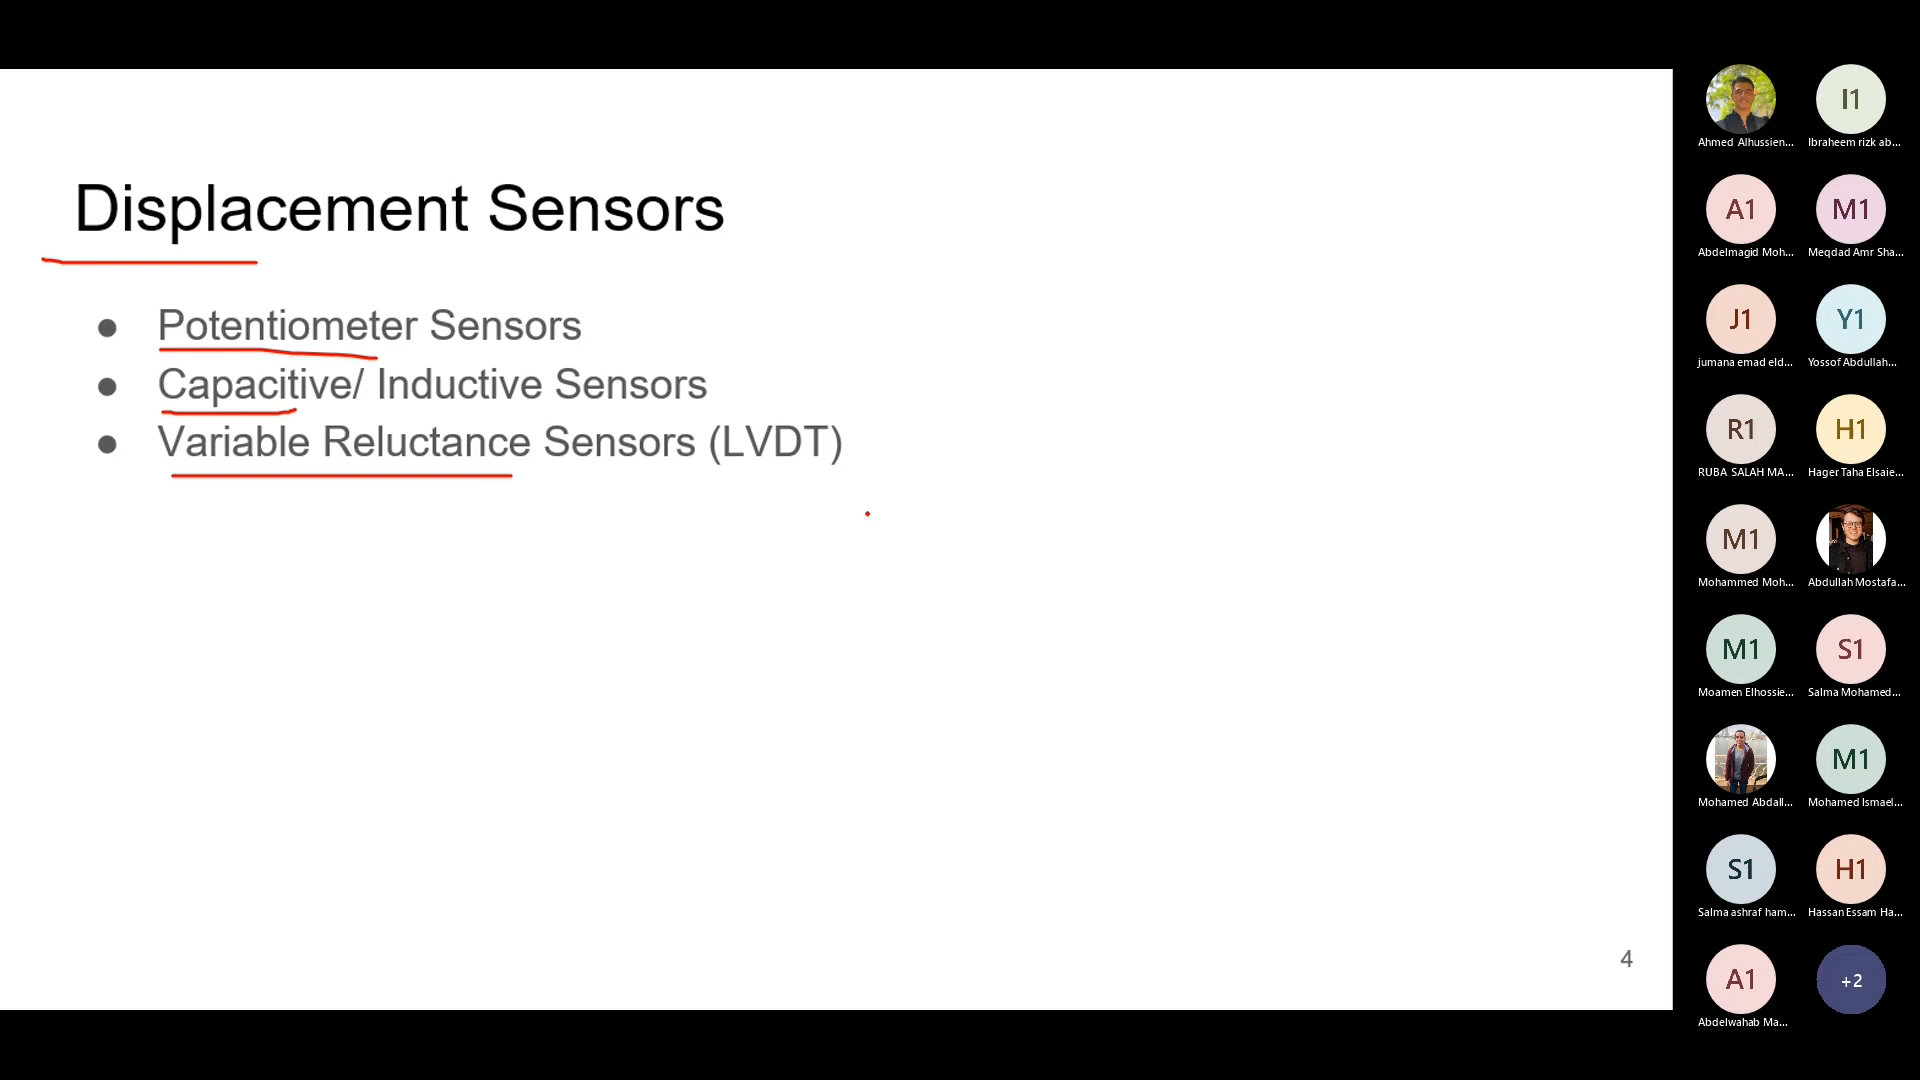 Displacement Sensors
● Potentiometer Sensors
● Capacitive/ Inductive Sensors
● Variable Reluctance Sensors (LVDT)
4
Ahmed Alhussien...
I1
Ibraheem rizk ab...
A1
Abdelmagid Moh...
M1
Meqdad Amr Sha...
J1
jumana emad eld...
Y1
Yossof Abdullah...
R1
RUBA SALAH MA...
H1
Hager Taha Elsaie...
M1
Mohammed Moh...
Abdullah Mostafa...
M1
Moamen Elhossie...
S1
Salma Mohamed...
Mohamed Abdall...
M1
Mohamed Ismael...
S1
Salma ashraf ham...
H1
Hassan Essam Ha...
A1
Abdelwahab Ma...
+2